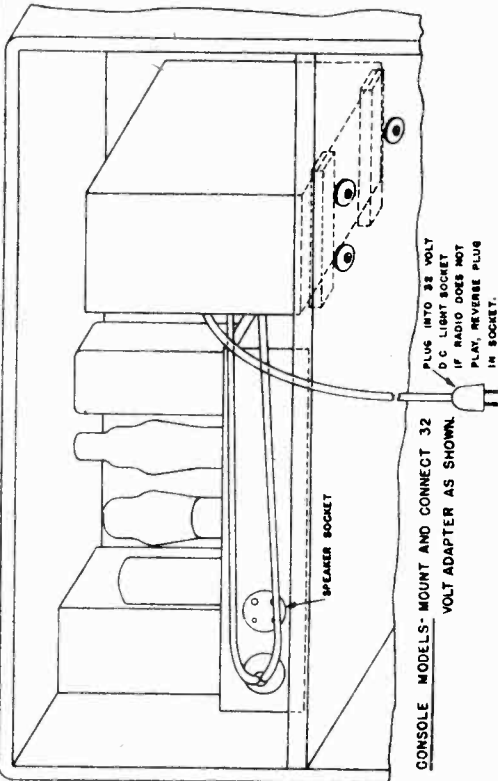 SPEAKER SOCKET
PLUG INTO 32 VOLT
D C LIGHT SOCKET
IF RADIO DOES NOT
PLAY, REVERSE PLUG
IN SOCKET.
CONSOLE MODELS- MOUNT AND CONNECT 32
VOLT ADAPTER AS SHOWN.